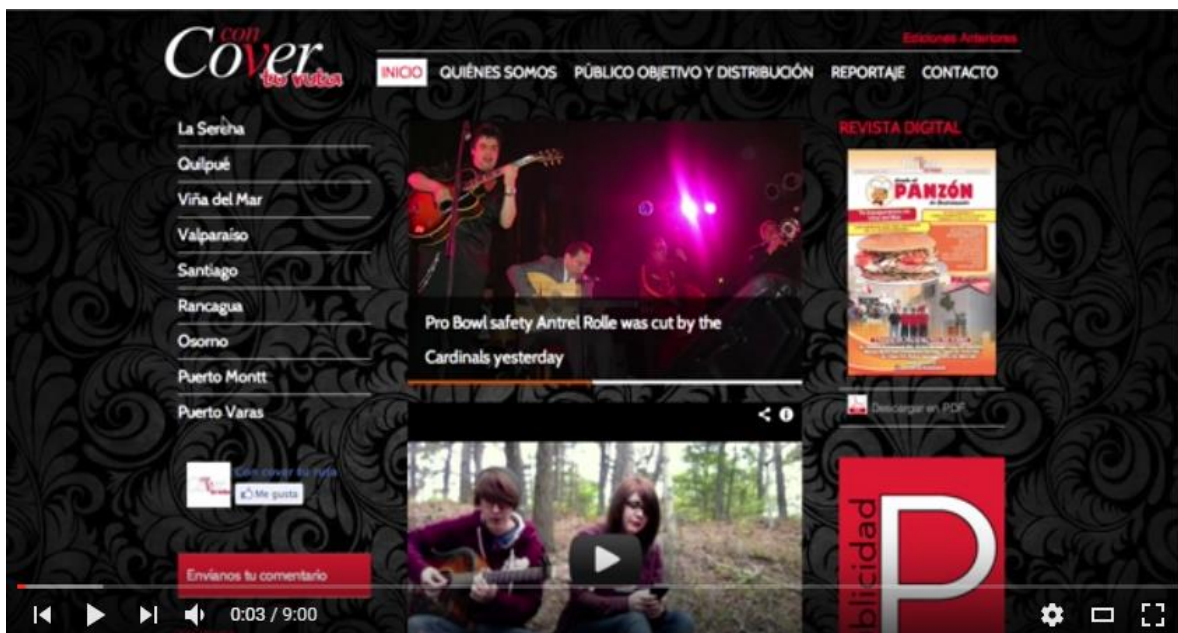 con
Cover
tu ruta
Ediciones Anteriores
INICIO QUIÉNES SOMOS PÚBLICO OBJETIVO Y DISTRIBUCIÓN REPORTAJE CONTACTO
La Serena
Quilpué
Viña del Mar
Valparaíso
Santiago
Rancagua
Osorno
Puerto Montt
Puerto Varas
Con cover tu ruta
Me gusta
Envianos tu comentario
Pro Bowl safety Antrel Rolle was cut by the
Cardinals yesterday
REVISTA DIGITAL
PANZÓN
Descargar en PDF
blicidad
P
0:03 / 9:00